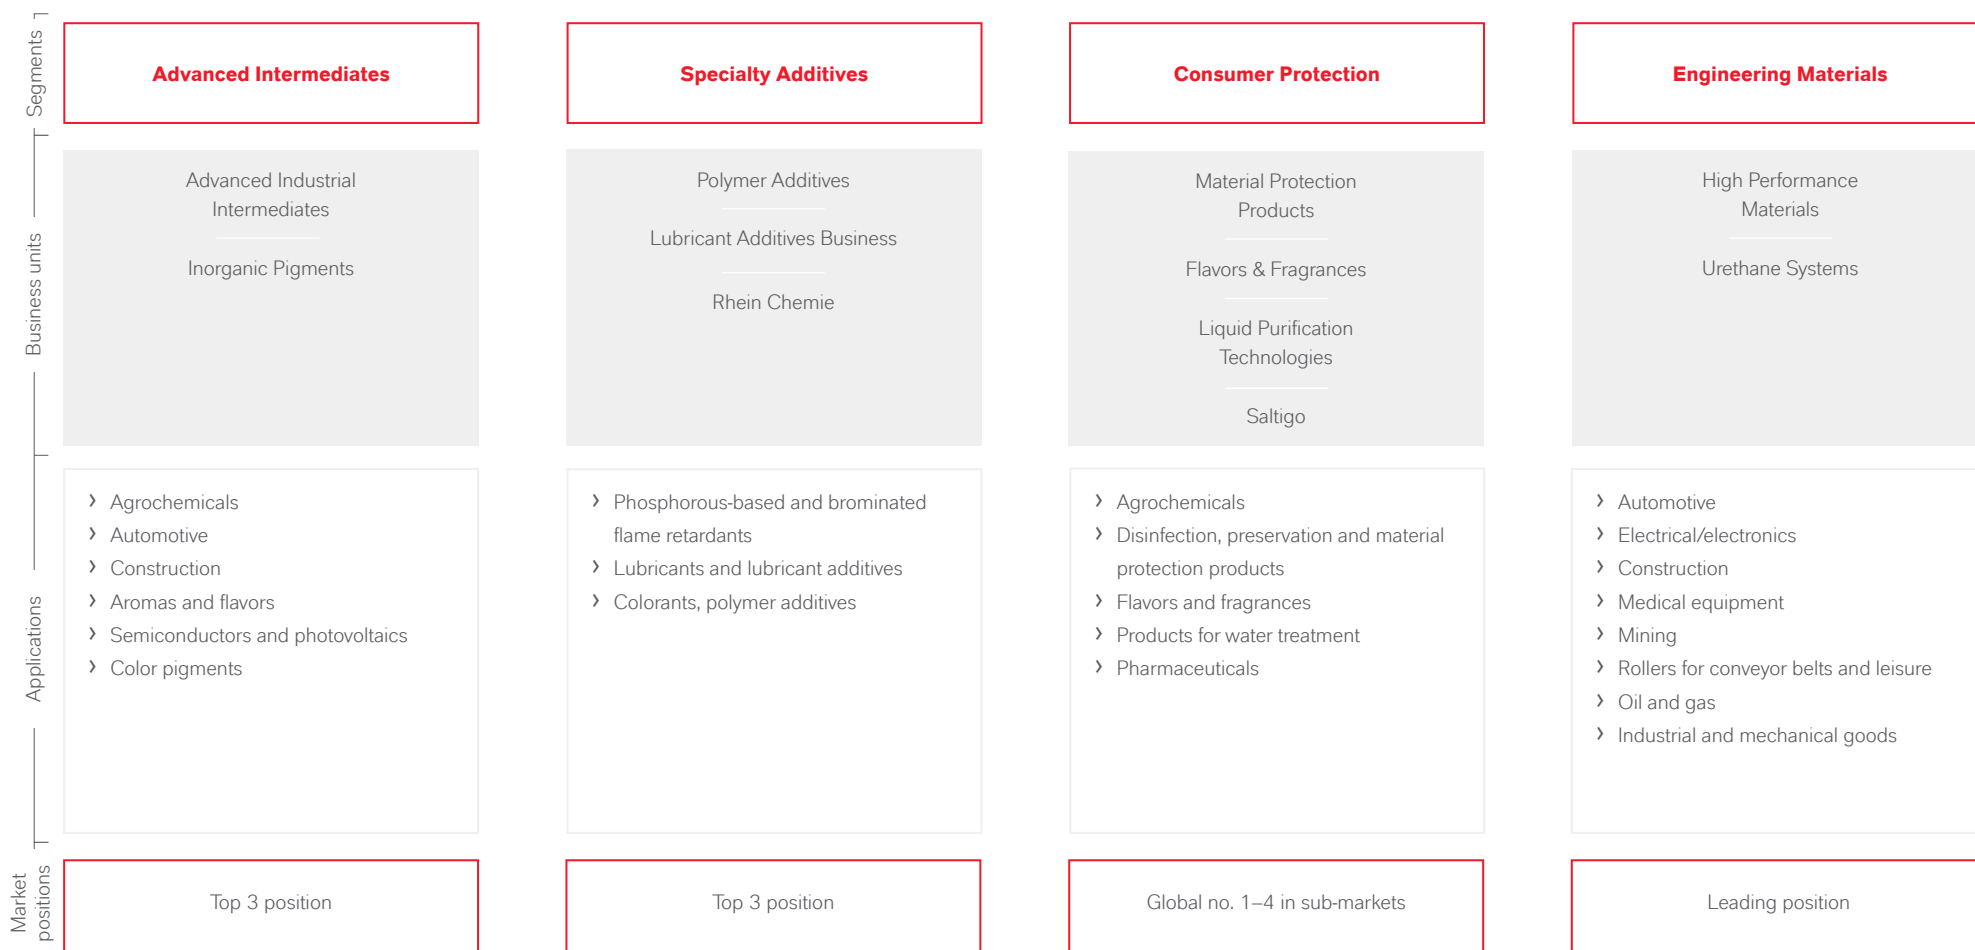 Segments
Advanced Intermediates
Specialty Additives
Consumer Protection
Engineering Materials
Business units
Advanced Industrial
Intermediates
Inorganic Pigments
Polymer Additives
Lubricant Additives Business
Rhein Chemie
Material Protection
Products
Flavors & Fragrances
Liquid Purification
Technologies
Saltigo
High Performance
Materials
Urethane Systems
Applications
› Agrochemicals
› Automotive
› Construction
› Aromas and flavors
› Semiconductors and photovoltaics
› Color pigments
› Phosphorous-based and brominated
flame retardants
› Lubricants and lubricant additives
› Colorants, polymer additives
› Agrochemicals
› Disinfection, preservation and material
protection products
› Flavors and fragrances
› Products for water treatment
› Pharmaceuticals
› Automotive
› Electrical/electronics
› Construction
› Medical equipment
› Mining
› Rollers for conveyor belts and leisure
› Oil and gas
› Industrial and mechanical goods
Market
positions
Top 3 position
Top 3 position
Global no. 1–4 in sub-markets
Leading position